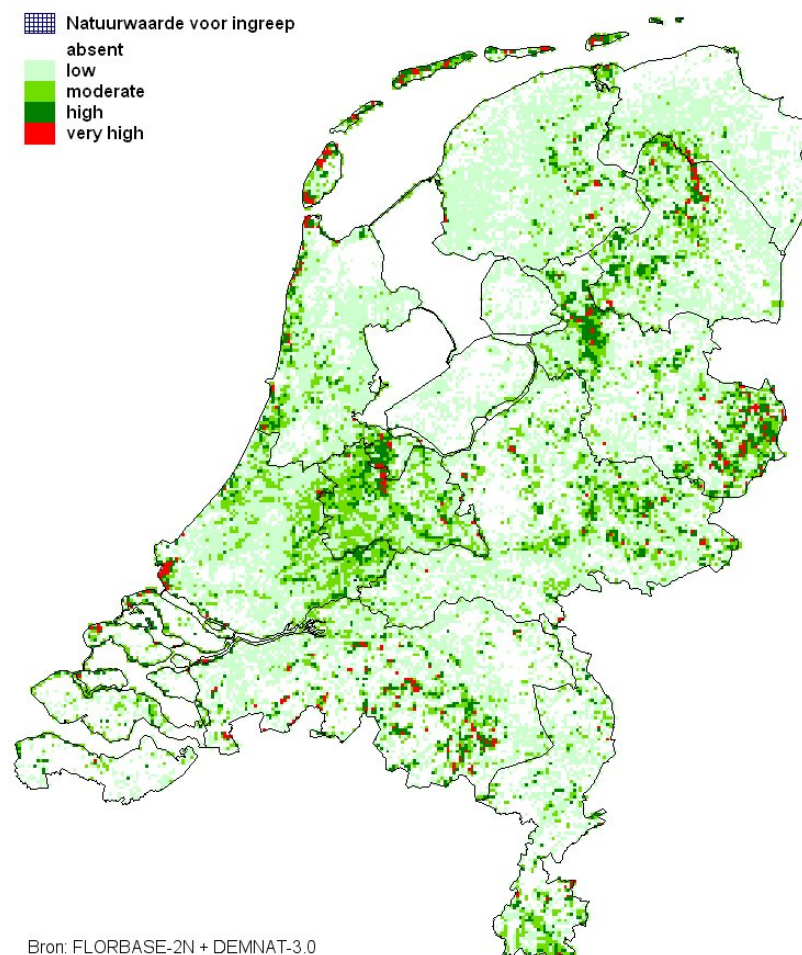 Natuurwaarde voor ingreep
absent
low
moderate
high
very high
Bron: FLORBASE-2N + DEMNAT-3.0